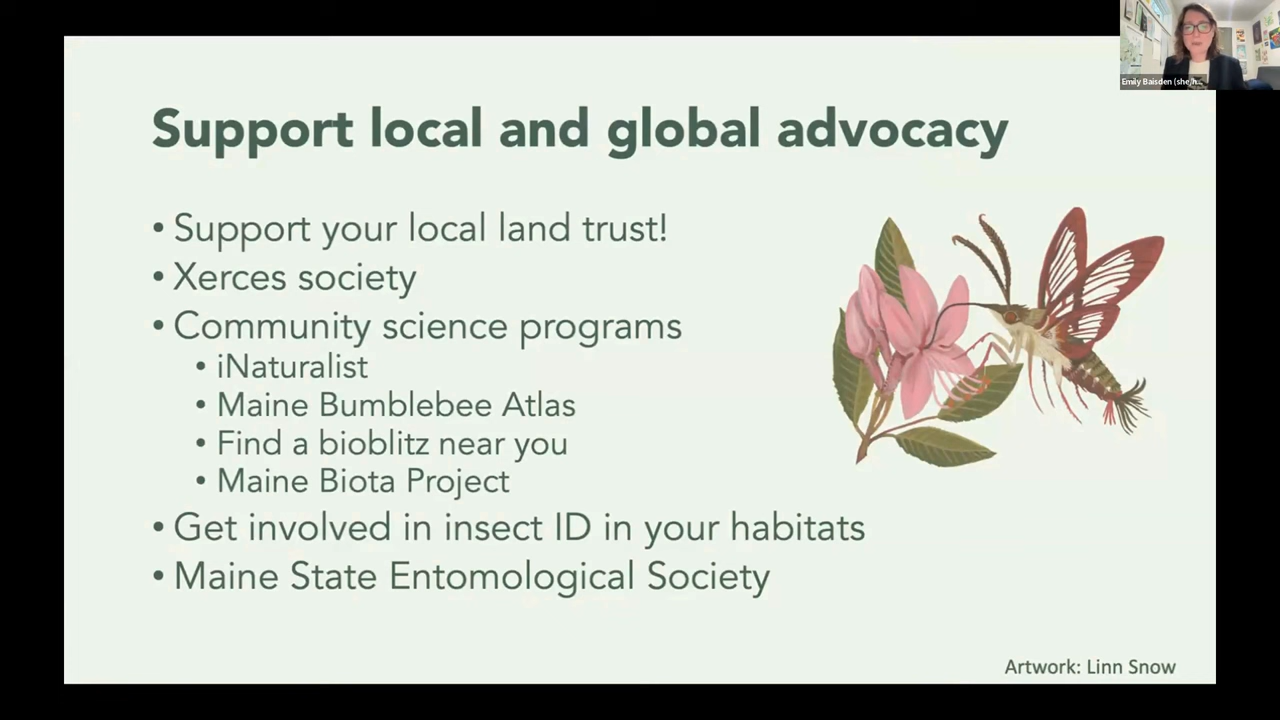 Emily Baisden (she/h...
Support local and global advocacy
• Support your local land trust!
• Xerces society
• Community science programs
• iNaturalist
• Maine Bumblebee Atlas
• Find a bioblitz near you
• Maine Biota Project
• Get involved in insect ID in your habitats
• Maine State Entomological Society
Artwork: Linn Snow